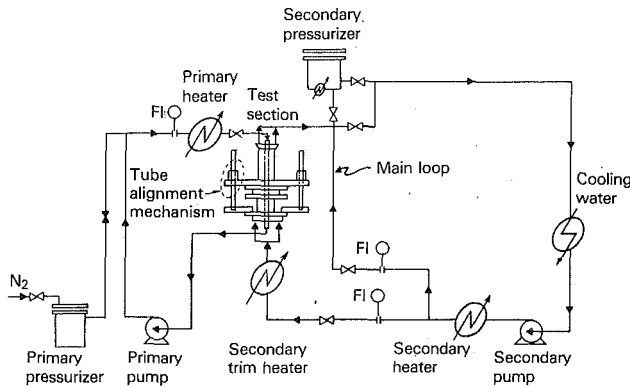 Secondary
pressurizer
Primary
heater
Test
section
FI
Tube
alignment
mechanism
Main loop
Cooling
water
FI
FI
N2
Primary
pressurizer
Primary
pump
Secondary
trim heater
Secondary
heater
Secondary
pump